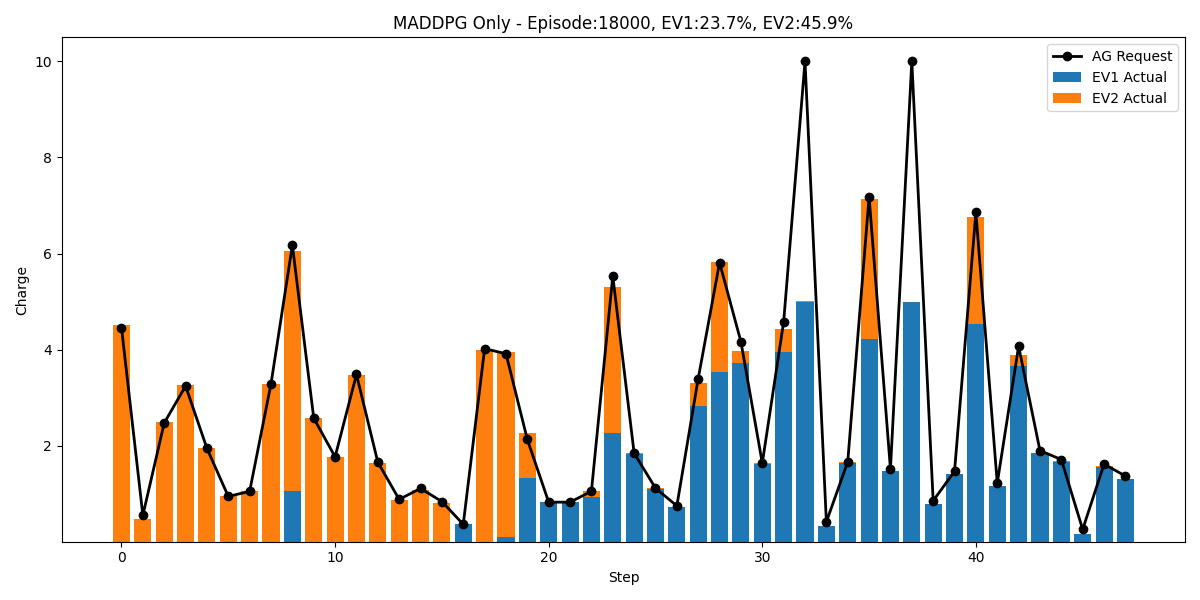 MADDPG Only - Episode:18000, EV1:23.7%, EV2:45.9%
AG Request
EV1 Actual
EV2 Actual
Charge
10
8
6
4
2
0 10 20 30 40
Step